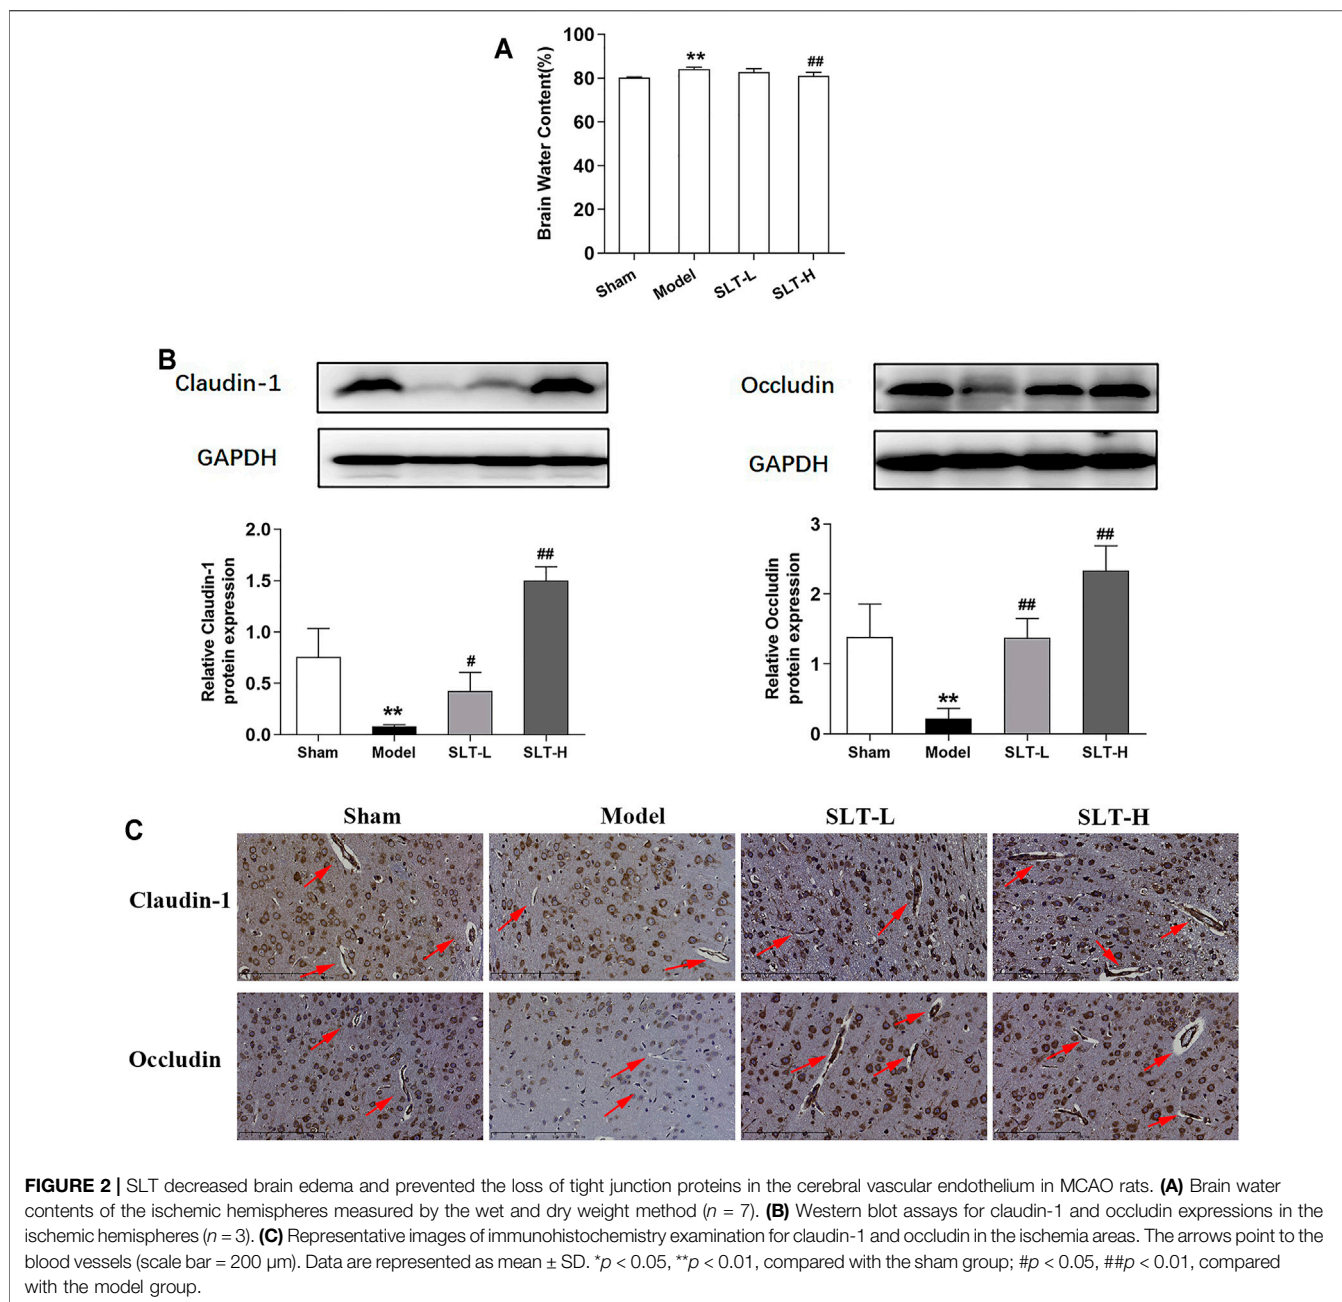 A
Brain Water Content(%)
100
80
60
40
20
0
**
##
Sham
Model
SLT-L
SLT-H
B
Claudin-1
GAPDH
Occludin
GAPDH
Relative Claudin-1
protein expression
2.0
1.5
1.0
0.5
0.0
**
#
##
Sham
Model
SLT-L
SLT-H
Relative Occludin
protein expression
3
2
1
0
**
##
##
Sham
Model
SLT-L
SLT-H
C
Sham
Model
SLT-L
SLT-H
Claudin-1
Occludin
FIGURE 2 | SLT decreased brain edema and prevented the loss of tight junction proteins in the cerebral vascular endothelium in MCAO rats. (A) Brain water
contents of the ischemic hemispheres measured by the wet and dry weight method (n = 7). (B) Western blot assays for claudin-1 and occludin expressions in the
ischemic hemispheres (n = 3). (C) Representative images of immunohistochemistry examination for claudin-1 and occludin in the ischemia areas. The arrows point to the
blood vessels (scale bar = 200 μm). Data are represented as mean ± SD. *p < 0.05, **p < 0.01, compared with the sham group; #p < 0.05, ##p < 0.01, compared
with the model group.